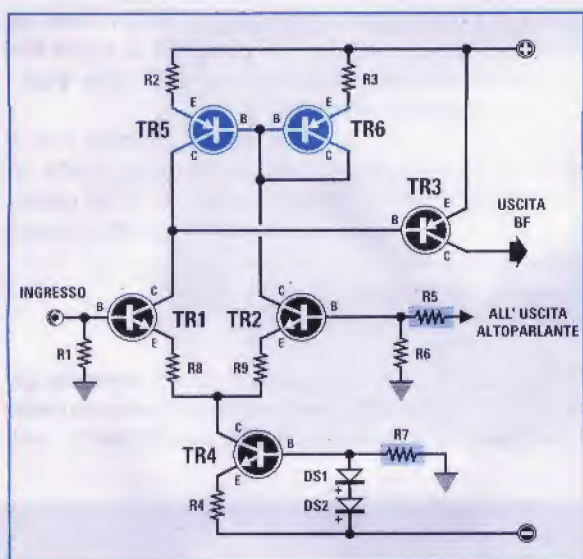 +
R2
R3
E
E
TR5
B
B
TR6
C
C
TR3
E
B
USCITA
BF
C
INGRESSO
B
C
C
B
R5
ALL' USCITA
ALTOPARLANTE
TR1
TR2
R1
E
E
R6
R8
R9
C
TR4
B
R7
E
DS1
+
R4
DS2
+
−